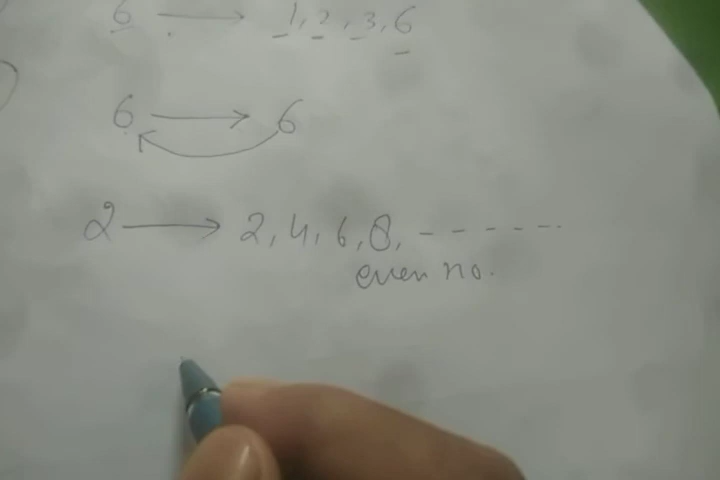 6 → 1, 2, 3, 6
6 → 6
2 → 2, 4, 6, 8, - - - - - -
even no.